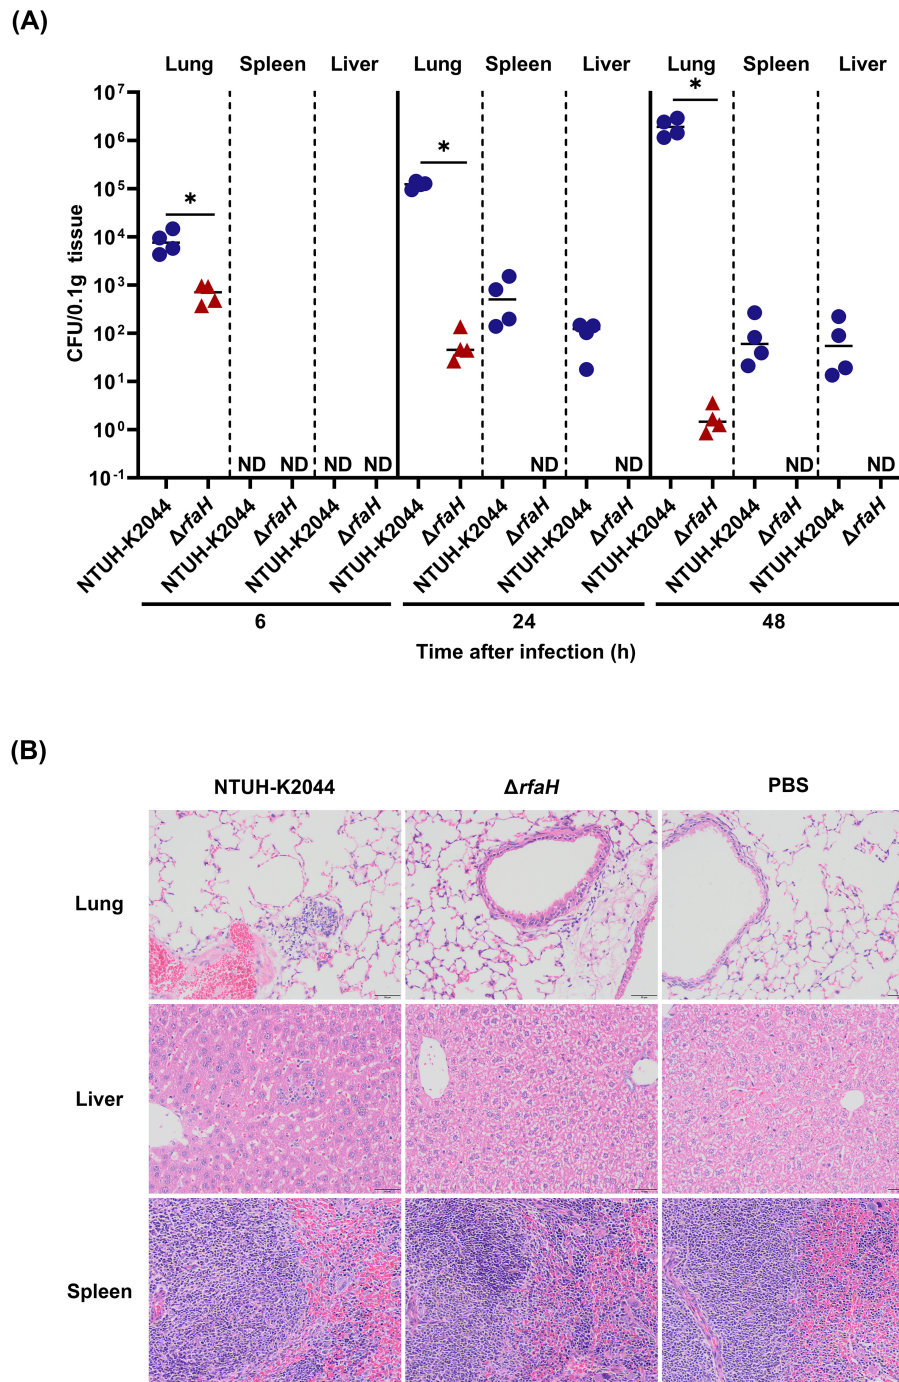 (A)
Lung Spleen Liver Lung Spleen Liver Lung Spleen Liver
CFU/0.1g tissue
10⁷
10⁶
10⁵
10⁴
10³
10²
10¹
10⁰
10⁻¹
* * *
ND ND ND ND ND ND ND ND
NTUH-K2044 ΔrfaH NTUH-K2044 ΔrfaH NTUH-K2044 ΔrfaH NTUH-K2044 ΔrfaH NTUH-K2044 ΔrfaH NTUH-K2044 ΔrfaH NTUH-K2044 ΔrfaH NTUH-K2044 ΔrfaH NTUH-K2044 ΔrfaH
6 24 48
Time after infection (h)
(B)
NTUH-K2044 ΔrfaH PBS
Lung
Liver
Spleen